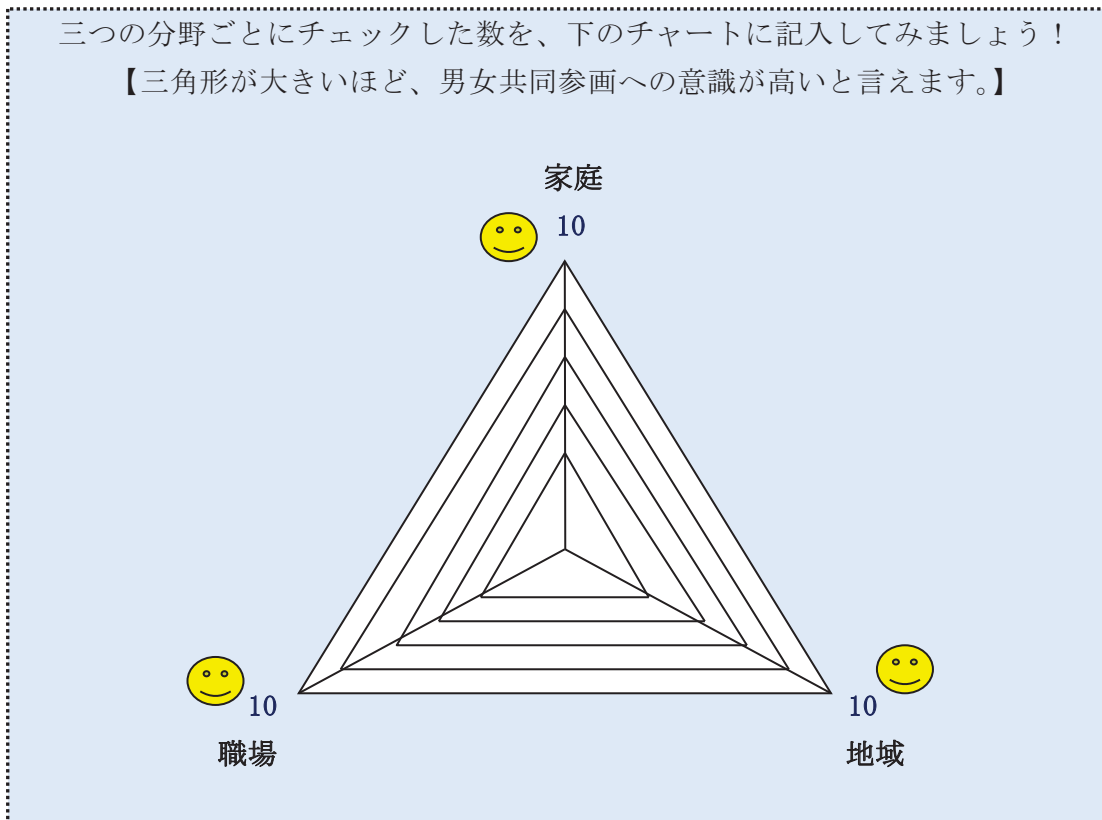 三つの分野ごとにチェックした数を、下のチャートに記入してみましょう！
【三角形が大きいほど、男女共同参画への意識が高いと言えます。】
家庭
10
10
10
職場
地域